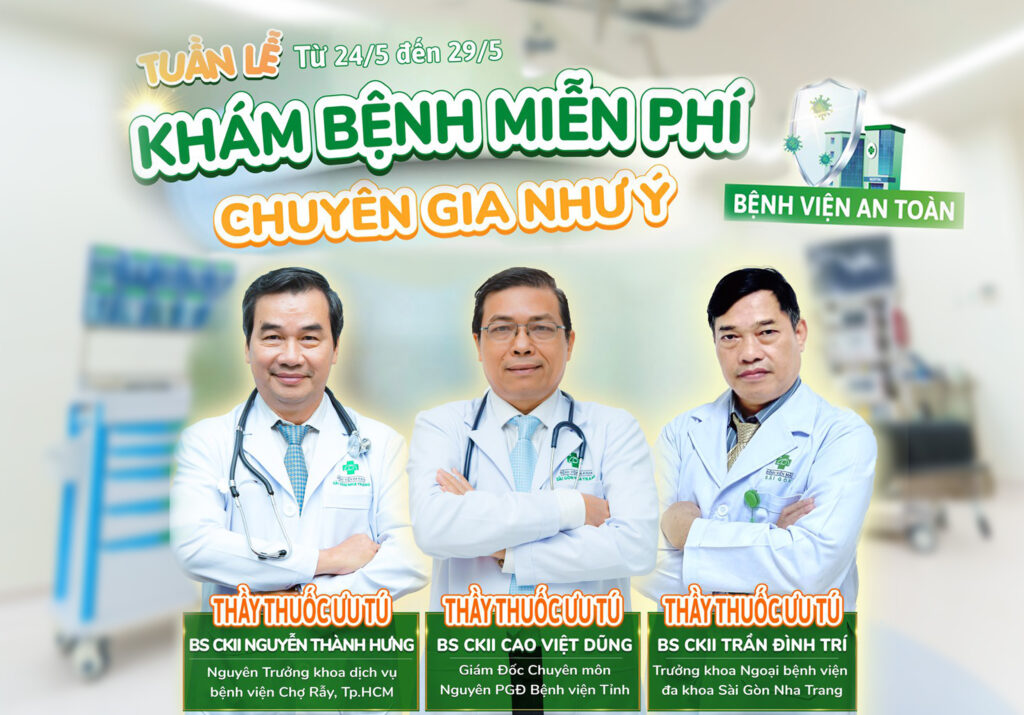 TUẦN LỄ Từ 24/5 đến 29/5
KHÁM BỆNH MIỄN PHÍ
CHUYÊN GIA NHƯ Ý
BỆNH VIỆN AN TOÀN
THẦY THUỐC ƯU TÚ
BS CKII NGUYỄN THÀNH HƯNG
Nguyên Trưởng khoa dịch vụ
bệnh viện Chợ Rẫy, Tp.HCM
THẦY THUỐC ƯU TÚ
BS CKII CAO VIỆT DŨNG
Giám Đốc Chuyên môn
Nguyên PGĐ Bệnh viện Tỉnh
THẦY THUỐC ƯU TÚ
BS CKII TRẦN ĐÌNH TRÍ
Trưởng khoa Ngoại bệnh viện
đa khoa Sài Gòn Nha Trang